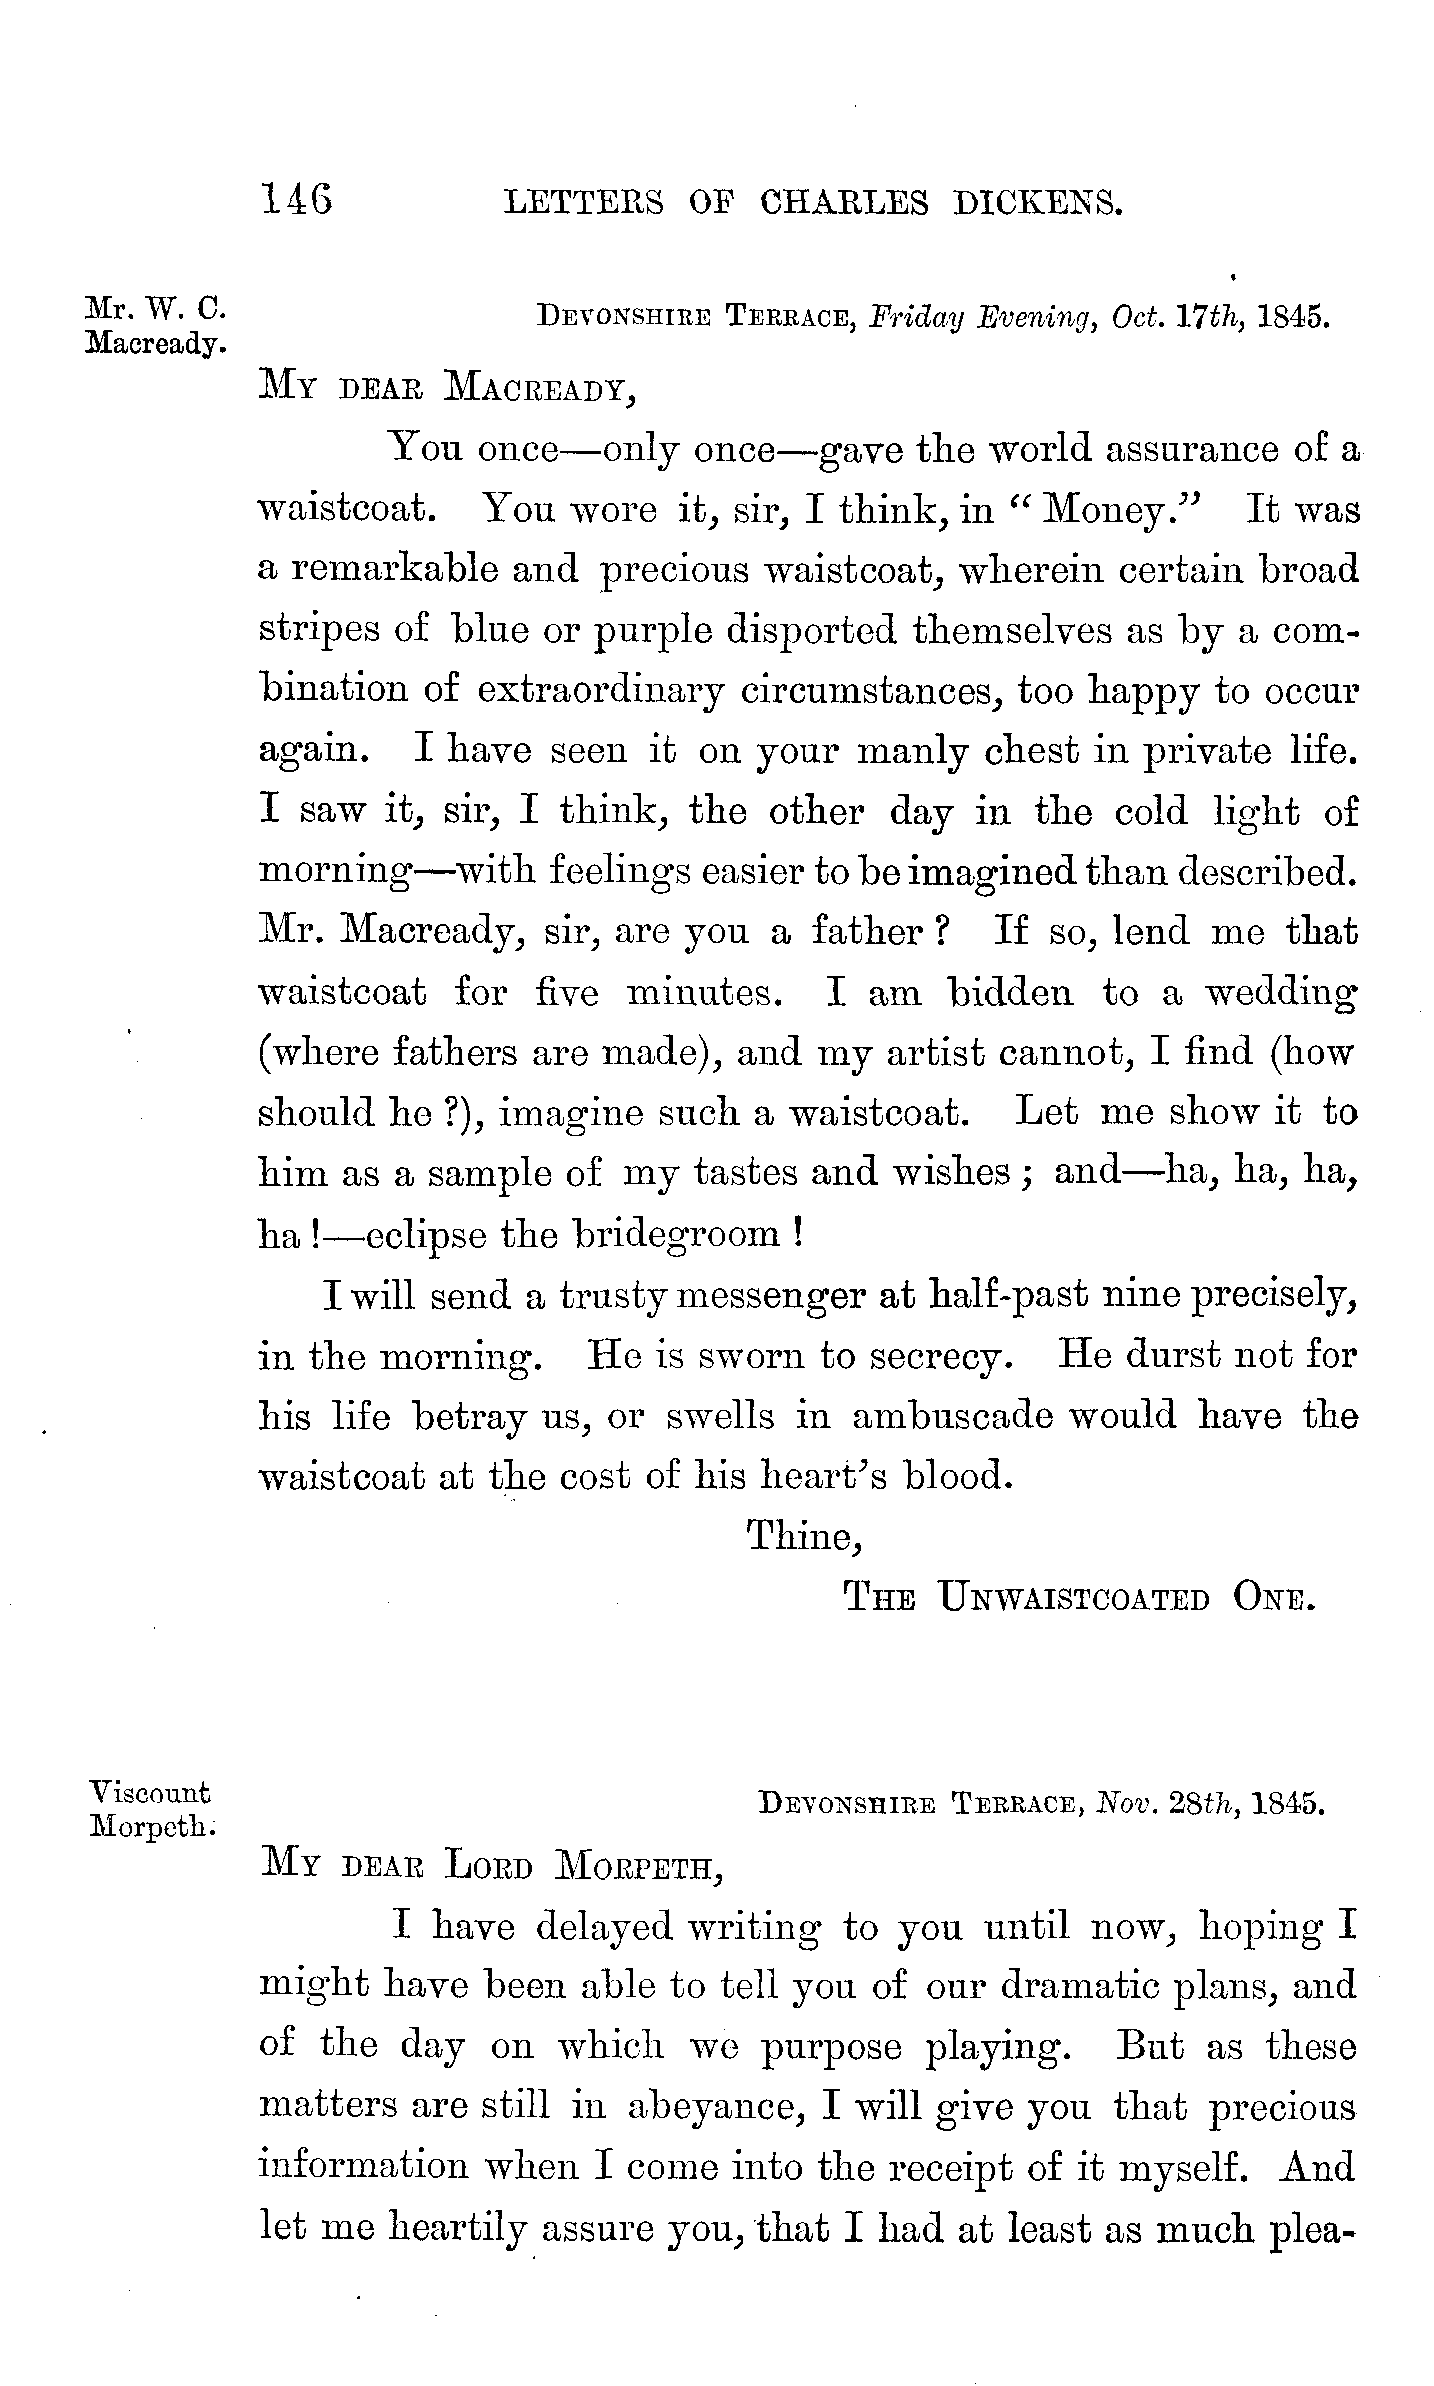 146 LETTERS OF CHARLES DICKENS.
Mr. W. C.
Macready.
DEVONSHIRE TERRACE, Friday Evening, Oct. 17th, 1845.
MY DEAR MACREADY,
You once—only once—gave the world assurance of a
waistcoat. You wore it, sir, I think, in “Money.” It was
a remarkable and precious waistcoat, wherein certain broad
stripes of blue or purple disported themselves as by a com-
bination of extraordinary circumstances, too happy to occur
again. I have seen it on your manly chest in private life.
I saw it, sir, I think, the other day in the cold light of
morning—with feelings easier to be imagined than described.
Mr. Macready, sir, are you a father? If so, lend me that
waistcoat for five minutes. I am bidden to a wedding
(where fathers are made), and my artist cannot, I find (how
should he?), imagine such a waistcoat. Let me show it to
him as a sample of my tastes and wishes; and—ha, ha, ha,
ha!—eclipse the bridegroom!
I will send a trusty messenger at half-past nine precisely,
in the morning. He is sworn to secrecy. He durst not for
his life betray us, or swells in ambuscade would have the
waistcoat at the cost of his heart’s blood.
Thine,
THE UNWAISTCOATED ONE.
Viscount
Morpeth.
DEVONSHIRE TERRACE, Nov. 28th, 1845.
MY DEAR LORD MORPETH,
I have delayed writing to you until now, hoping I
might have been able to tell you of our dramatic plans, and
of the day on which we purpose playing. But as these
matters are still in abeyance, I will give you that precious
information when I come into the receipt of it myself. And
let me heartily assure you, that I had at least as much plea-